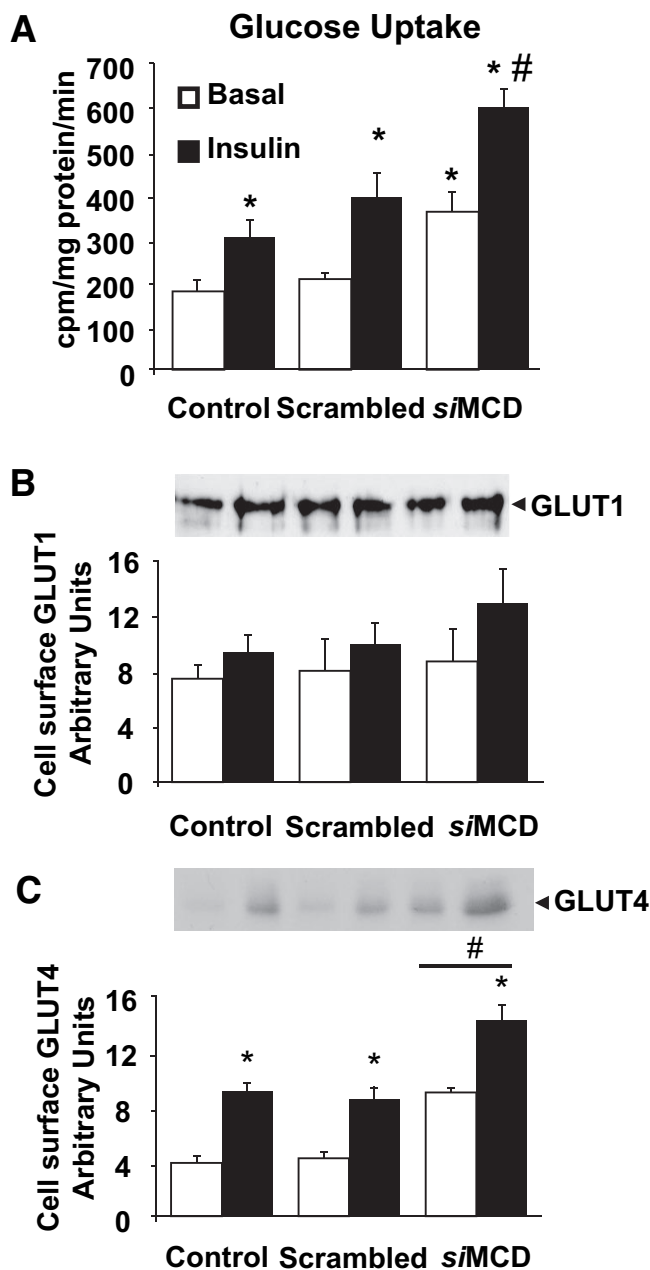 A
Glucose Uptake
cpm/mg protein/min
700
600
500
400
300
200
100
0
Basal
Insulin
*
*
*
* #
Control Scrambled siMCD
B
GLUT1
Cell surface GLUT1
Arbitrary Units
16
12
8
4
0
Control Scrambled siMCD
C
GLUT4
#
Cell surface GLUT4
Arbitrary Units
16
12
8
4
0
*
*
*
Control Scrambled siMCD